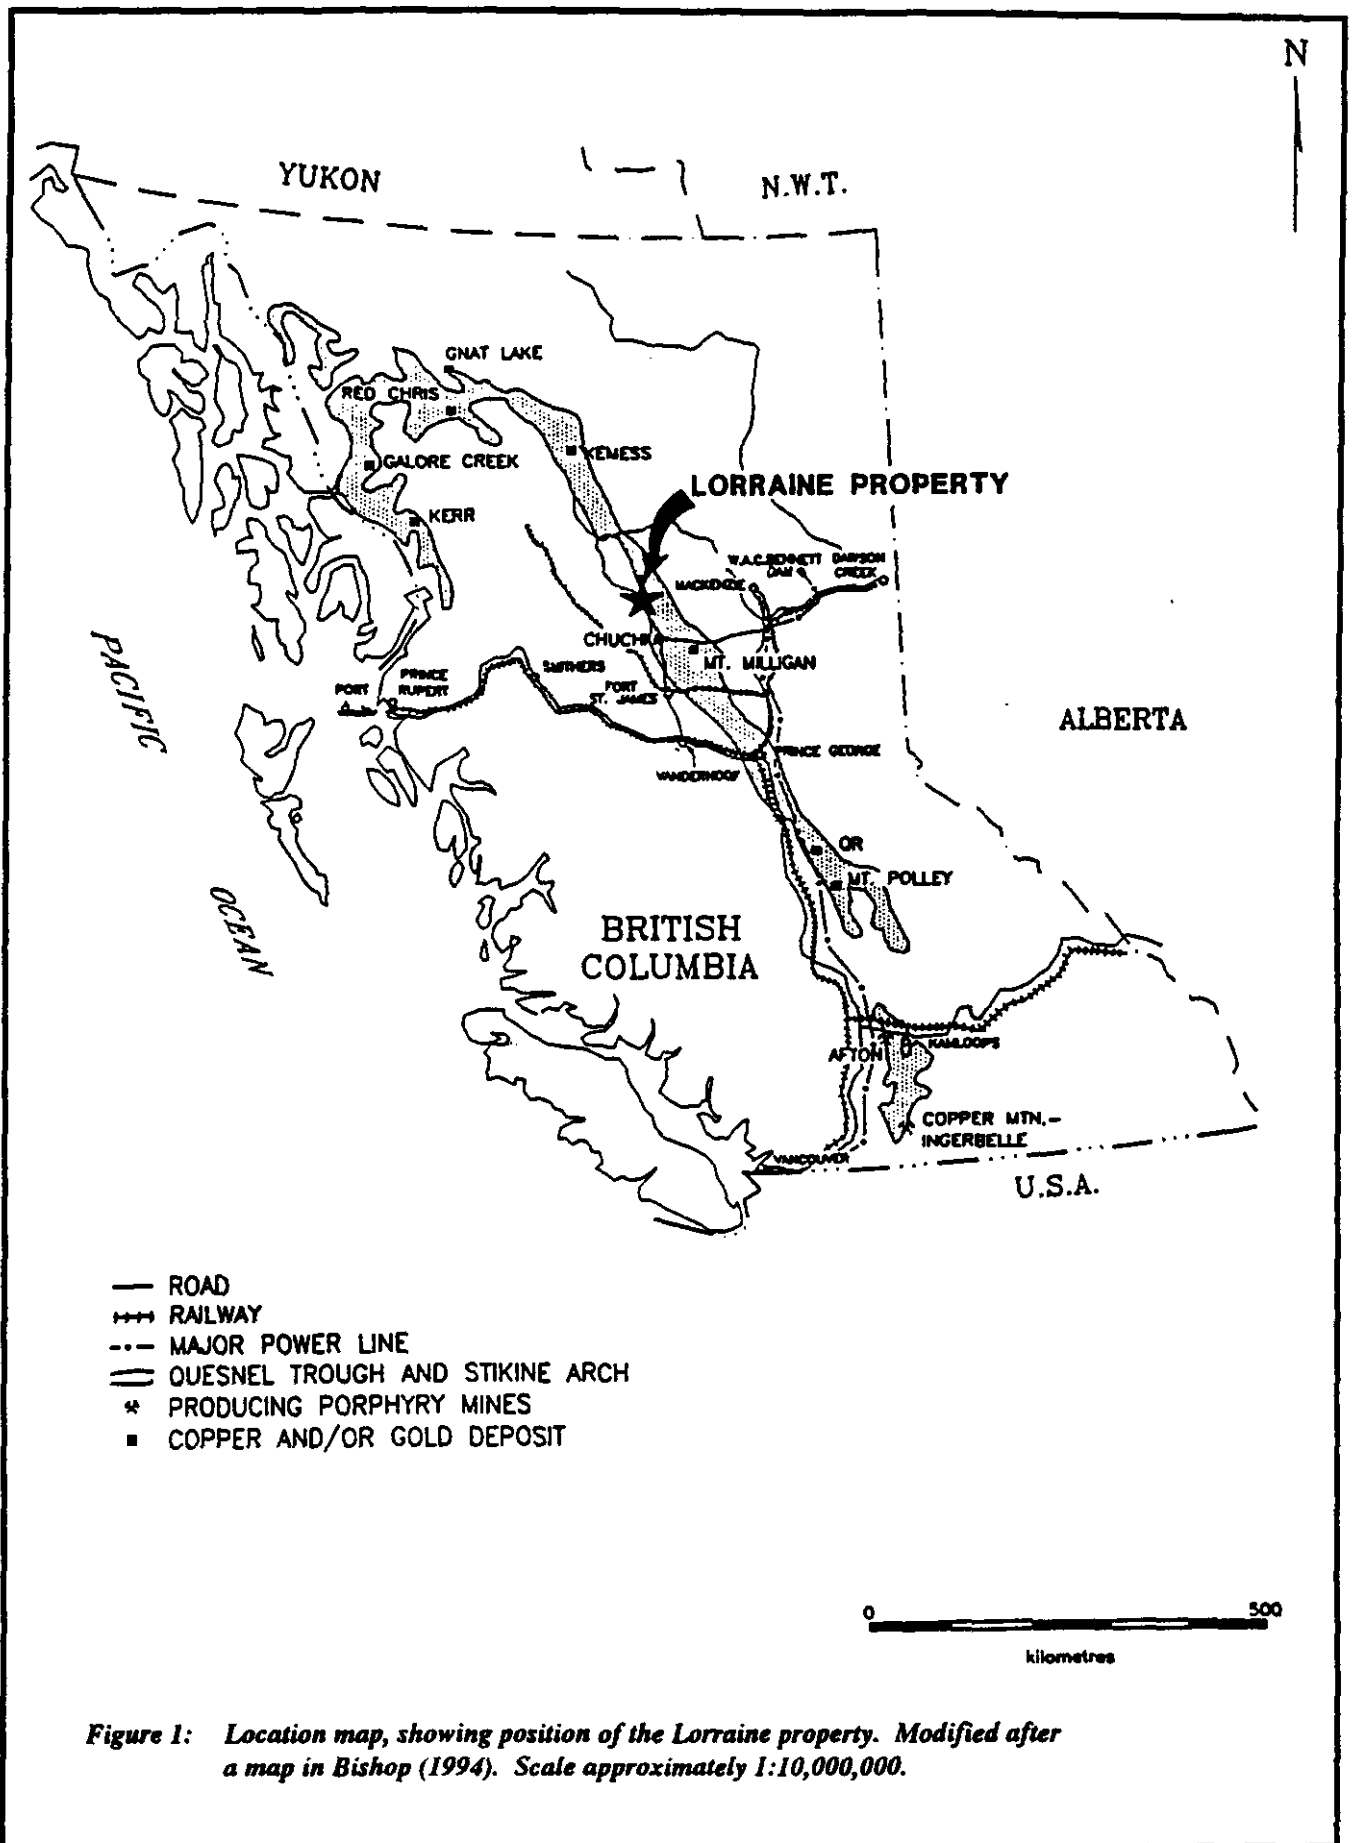 N
YUKON
N.W.T.
GNAT LAKE
RED CHRIS
KEMESS
GALORE CREEK
LORRAINE PROPERTY
KERR
W.A.C. BENNETT DAM
DAWSON CREEK
MACKENZIE
CHUCHKA
MT. MILLIGAN
SMITHERS
PRINCE RUPERT
PORT
FORT ST. JAMES
PACIFIC
ALBERTA
PRINCE GEORGE
VANDERHOOF
QR
MT. POLLEY
OCEAN
BRITISH
COLUMBIA
KAMLOOPS
AFTON
COPPER MTN.-
INGERBELLE
VANCOUVER
U.S.A.
ROAD
RAILWAY
MAJOR POWER LINE
QUESNEL TROUGH AND STIKINE ARCH
PRODUCING PORPHYRY MINES
COPPER AND/OR GOLD DEPOSIT
0 500
kilometres
Figure 1: Location map, showing position of the Lorraine property. Modified after
a map in Bishop (1994). Scale approximately 1:10,000,000.